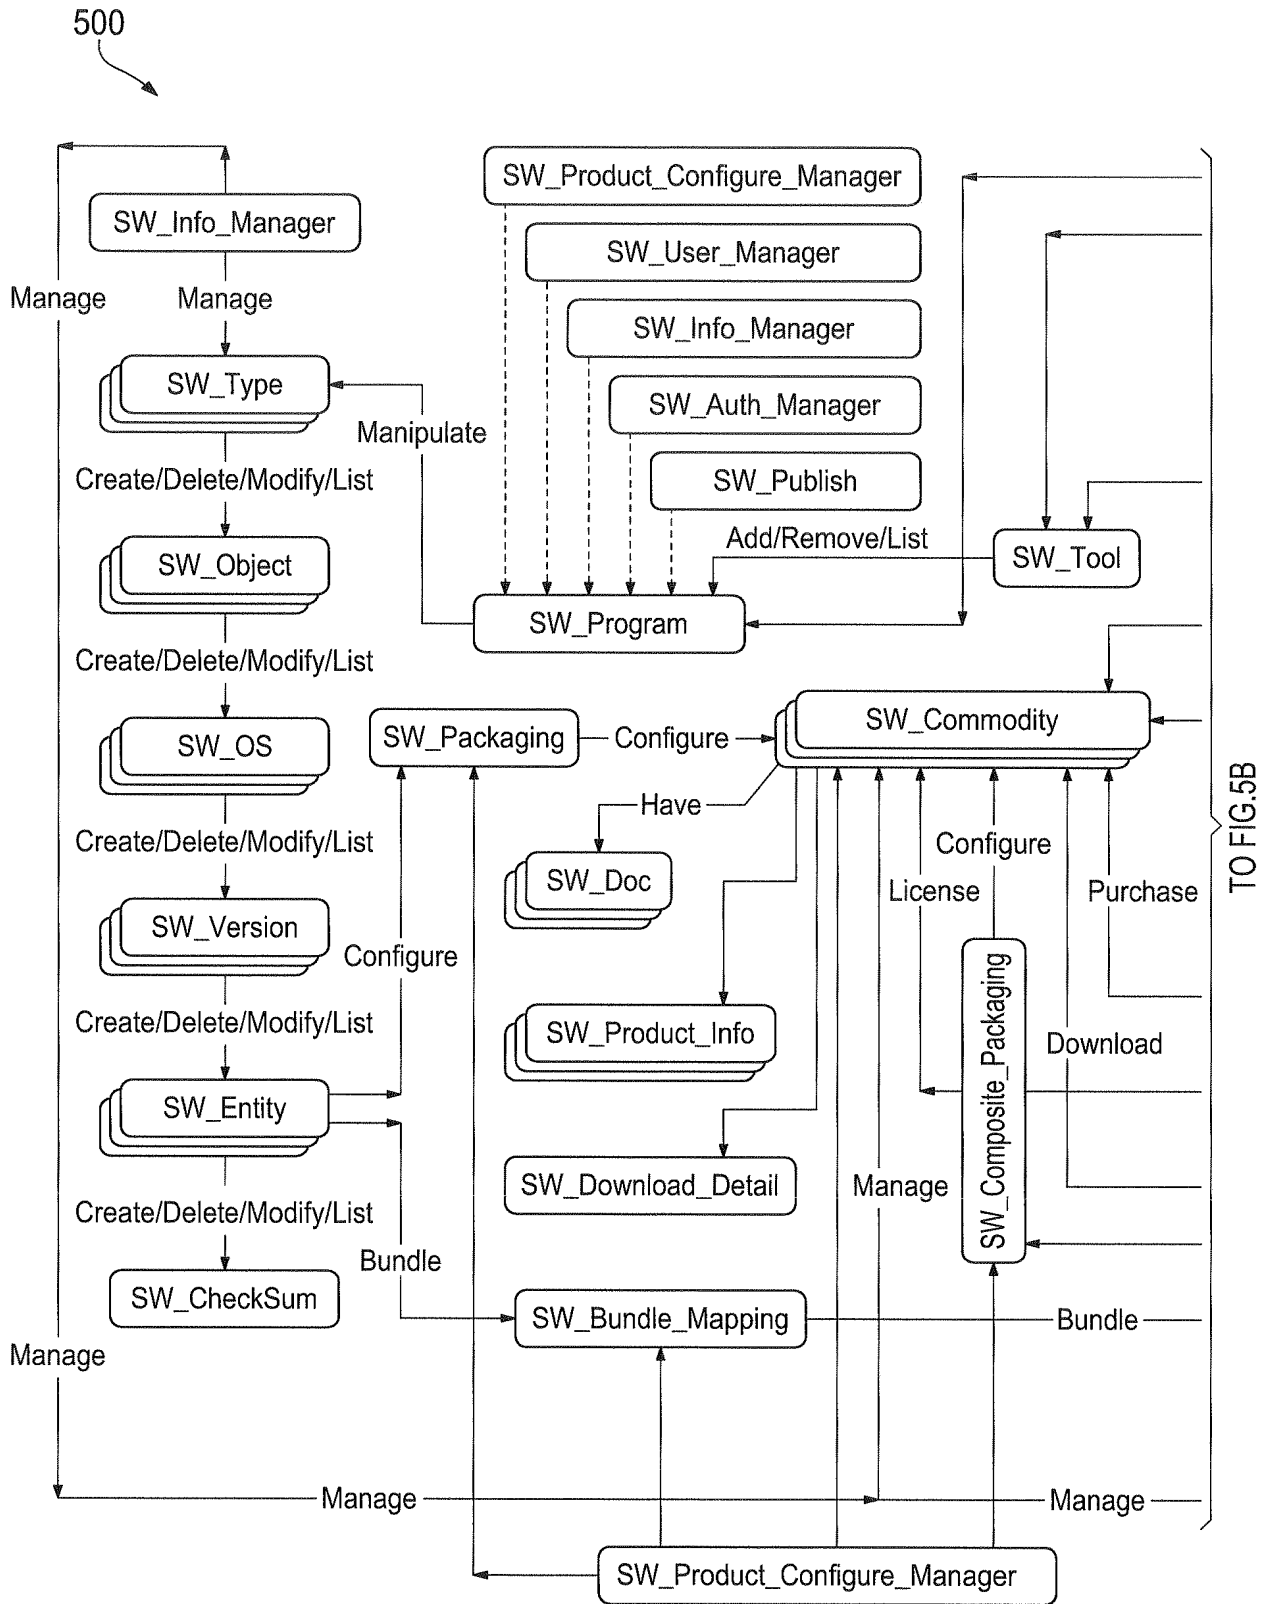 500
SW_Product_Configure_Manager
SW_Info_Manager
SW_User_Manager
Manage
Manage
SW_Info_Manager
SW_Type
SW_Auth_Manager
Manipulate
Create/Delete/Modify/List
SW_Publish
Add/Remove/List
SW_Object
SW_Tool
SW_Program
Create/Delete/Modify/List
SW_OS
SW_Packaging
Configure
SW_Commodity
Have
Create/Delete/Modify/List
Configure
SW_Doc
License
Purchase
TO FIG.5B
SW_Version
Configure
Create/Delete/Modify/List
SW_Product_Info
Download
SW_Composite_Packaging
SW_Entity
SW_Download_Detail
Manage
Create/Delete/Modify/List
Bundle
SW_CheckSum
SW_Bundle_Mapping
Bundle
Manage
Manage
Manage
SW_Product_Configure_Manager